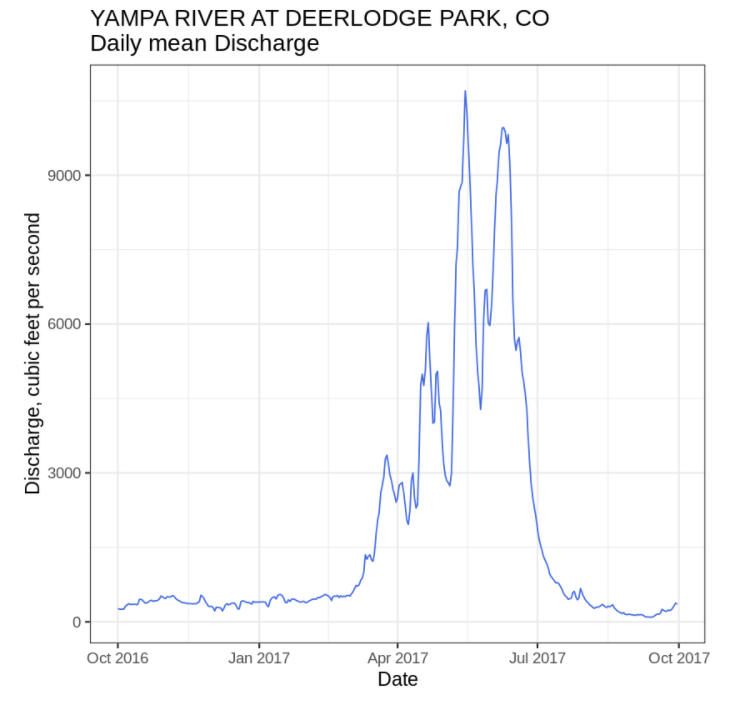 YAMPA RIVER AT DEERLODGE PARK, CO
Daily mean Discharge
Discharge, cubic feet per second
9000
6000
3000
0
Oct 2016 Jan 2017 Apr 2017 Jul 2017 Oct 2017
Date